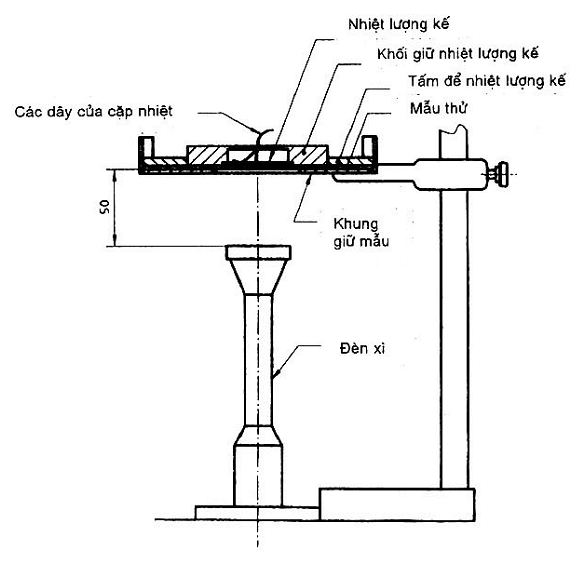 Nhiệt lượng kế
Khối giữ nhiệt lượng kế
Tấm để nhiệt lượng kế
Các dây của cặp nhiệt
Mẫu thử
50
Khung
giữ mẫu
Đèn xì